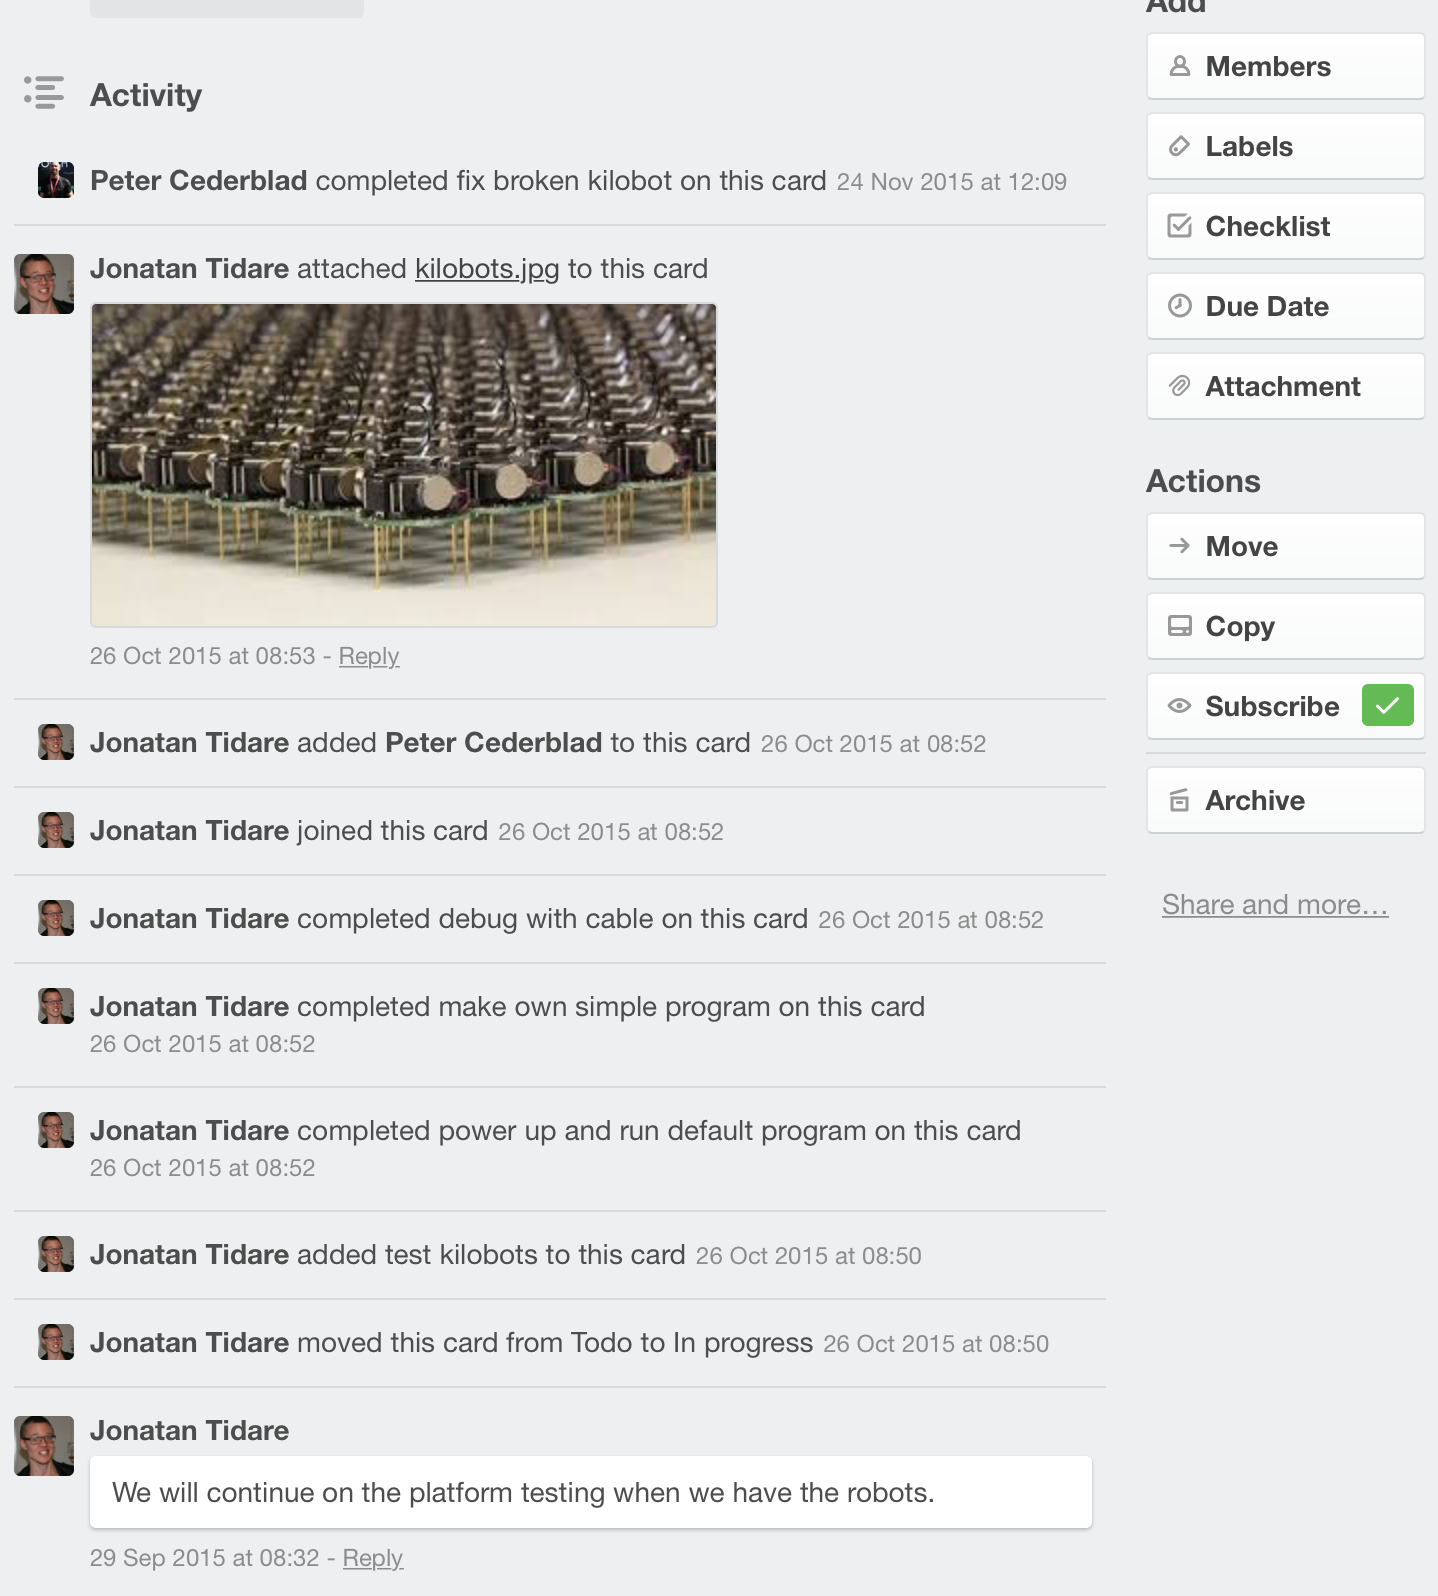 Activity
Peter Cederblad completed fix broken kilobot on this card 24 Nov 2015 at 12:09
Jonatan Tidare attached kilobots.jpg to this card
26 Oct 2015 at 08:53 - Reply
Jonatan Tidare added Peter Cederblad to this card 26 Oct 2015 at 08:52
Jonatan Tidare joined this card 26 Oct 2015 at 08:52
Jonatan Tidare completed debug with cable on this card 26 Oct 2015 at 08:52
Jonatan Tidare completed make own simple program on this card
26 Oct 2015 at 08:52
Jonatan Tidare completed power up and run default program on this card
26 Oct 2015 at 08:52
Jonatan Tidare added test kilobots to this card 26 Oct 2015 at 08:50
Jonatan Tidare moved this card from Todo to In progress 26 Oct 2015 at 08:50
Jonatan Tidare
We will continue on the platform testing when we have the robots.
29 Sep 2015 at 08:32 - Reply
Add
Members
Labels
Checklist
Due Date
Attachment
Actions
Move
Copy
Subscribe
Archive
Share and more…